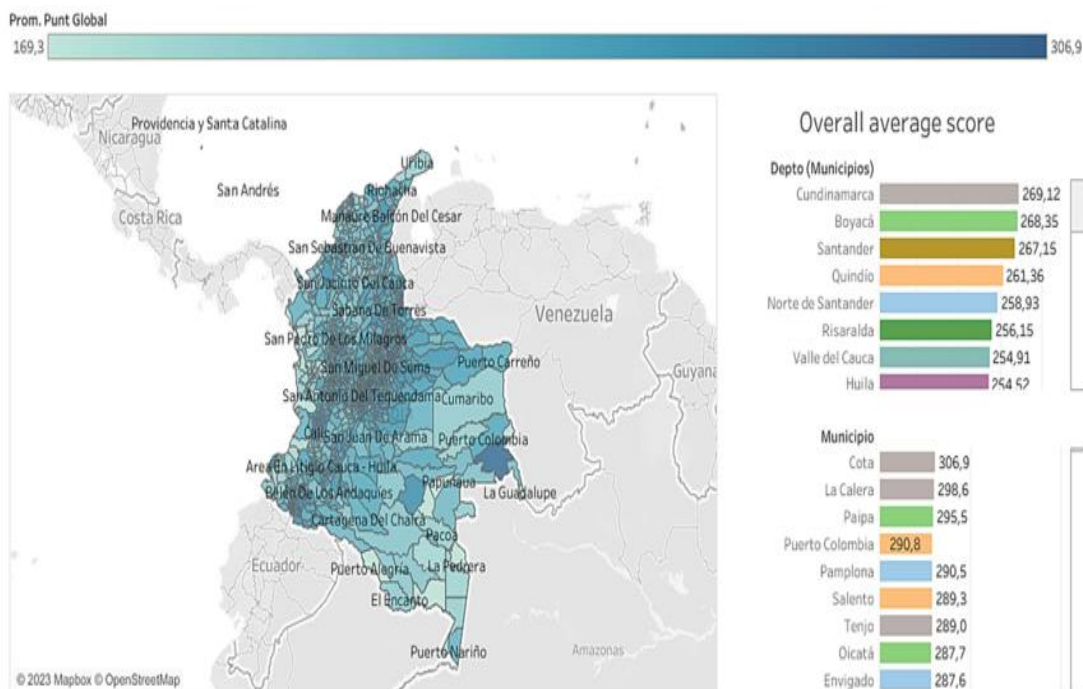 Prom. Punt Global
169,3
306,9
Providencia y Santa Catalina
Nicaragua
San Andrés
Costa Rica
Uribia
Riohacha
Manaure Balcón Del Cesar
San Sebastián De Buenavista
San Jacinto Del Cauca
Sabana De Torres
San Pedro De Los Milagros
San Miguel De Sema
San Antonio Del Tequendama
Cumaribo
Puerto Carreño
Venezuela
Guyana
Cali
San Juan De Arama
Puerto Colombia
Area En Litigio Cauca - Huila
Papunaua
La Guadalupe
Belén De Los Andaquies
Cartagena Del Chairá
Pacoa
Ecuador
Puerto Alegría
La Pedrera
El Encanto
Puerto Nariño
Amazonas
© 2023 Mapbox © OpenStreetMap
Overall average score
Depto (Municipios)
Cundinamarca 269,12
Boyacá 268,35
Santander 267,15
Quindío 261,36
Norte de Santander 258,93
Risaralda 256,15
Valle del Cauca 254,91
Huila 254,52
Municipio
Cota 306,9
La Calera 298,6
Paipa 295,5
Puerto Colombia 290,8
Pamplona 290,5
Salento 289,3
Tenjo 289,0
Oicatá 287,7
Envigado 287,6